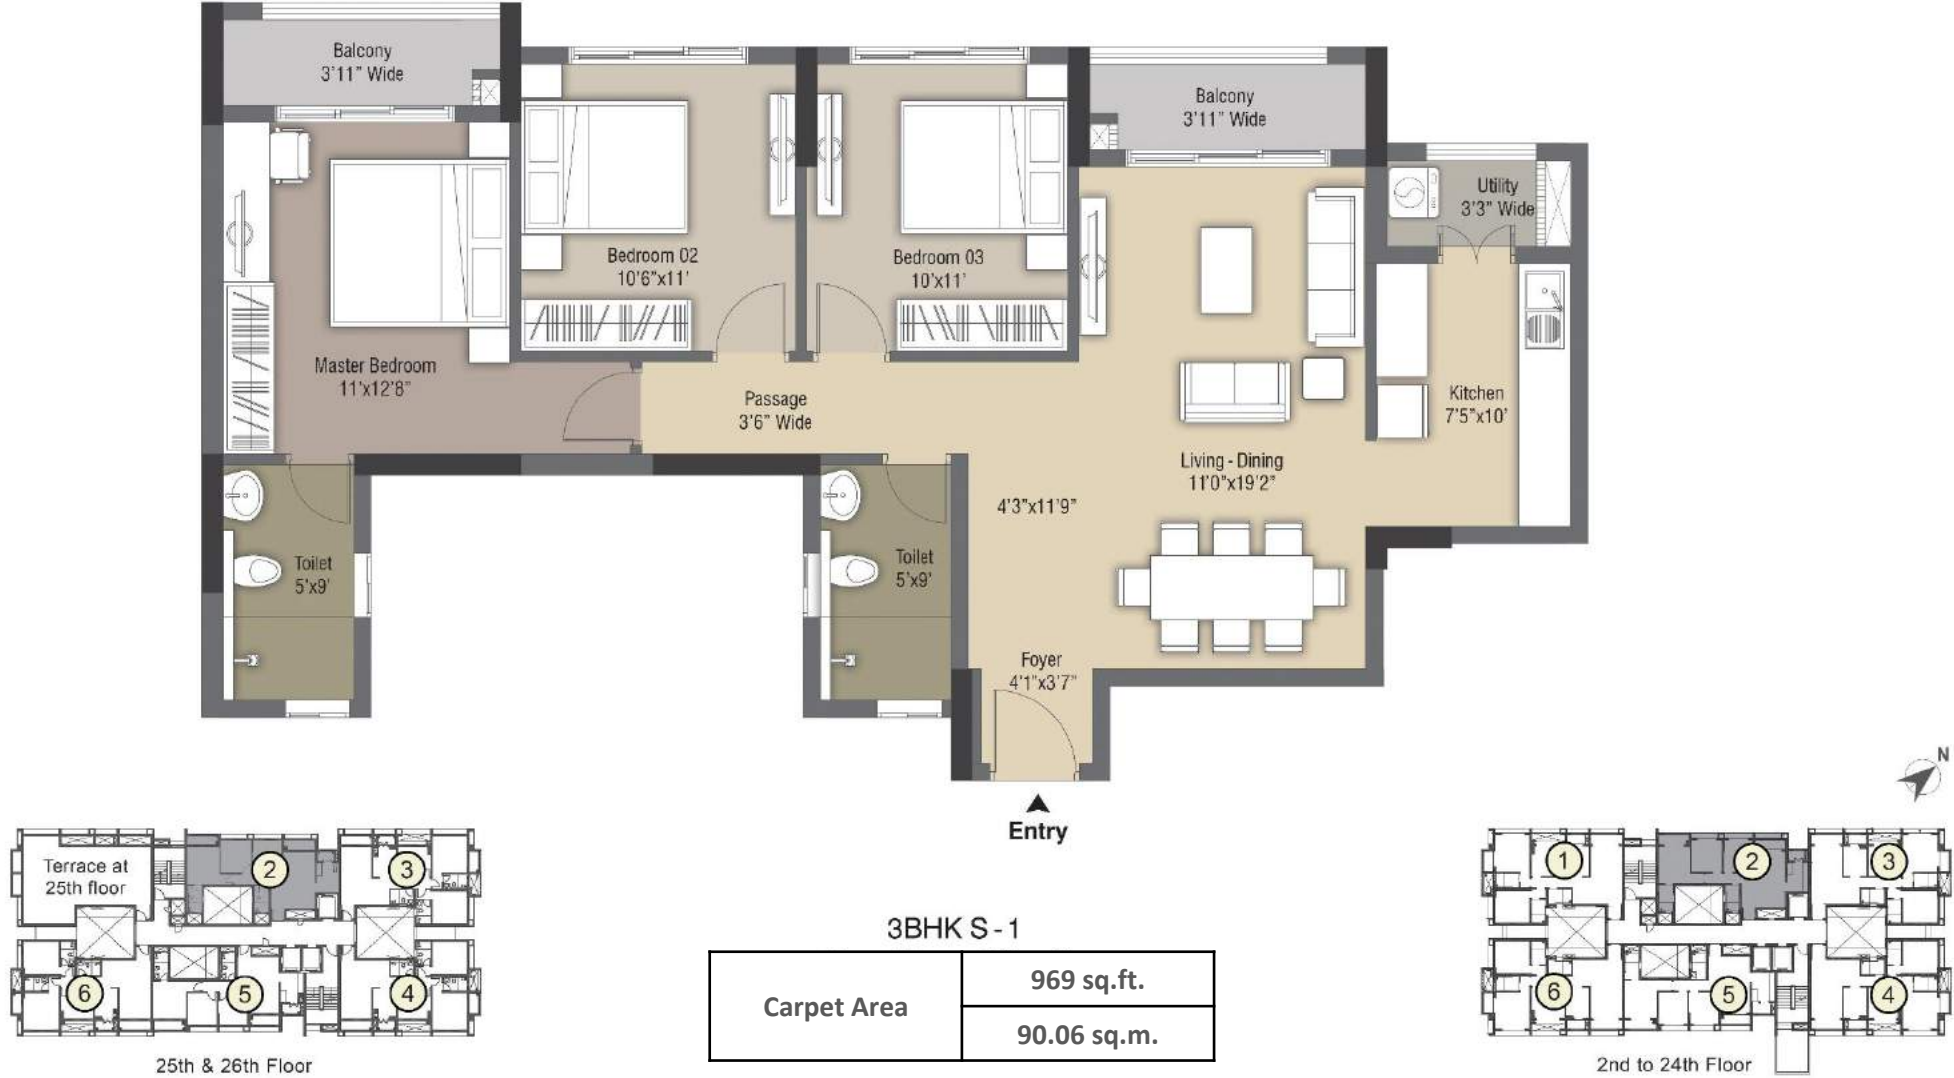 Balcony
3'11" Wide
Balcony
3'11" Wide
Utility
3'3" Wide
Bedroom 02
10'6"x11'
Bedroom 03
10'x11'
Master Bedroom
11'x12'8"
Passage
3'6" Wide
Kitchen
7'5"x10'
Living - Dining
11'0"x19'2"
4'3"x11'9"
Toilet
5'x9'
Toilet
5'x9'
Foyer
4'1"x3'7"
Entry
N
Terrace at
25th floor
2
3
6
5
4
25th & 26th Floor
3BHK S - 1
Carpet Area
969 sq.ft.
90.06 sq.m.
1
2
3
6
5
4
2nd to 24th Floor